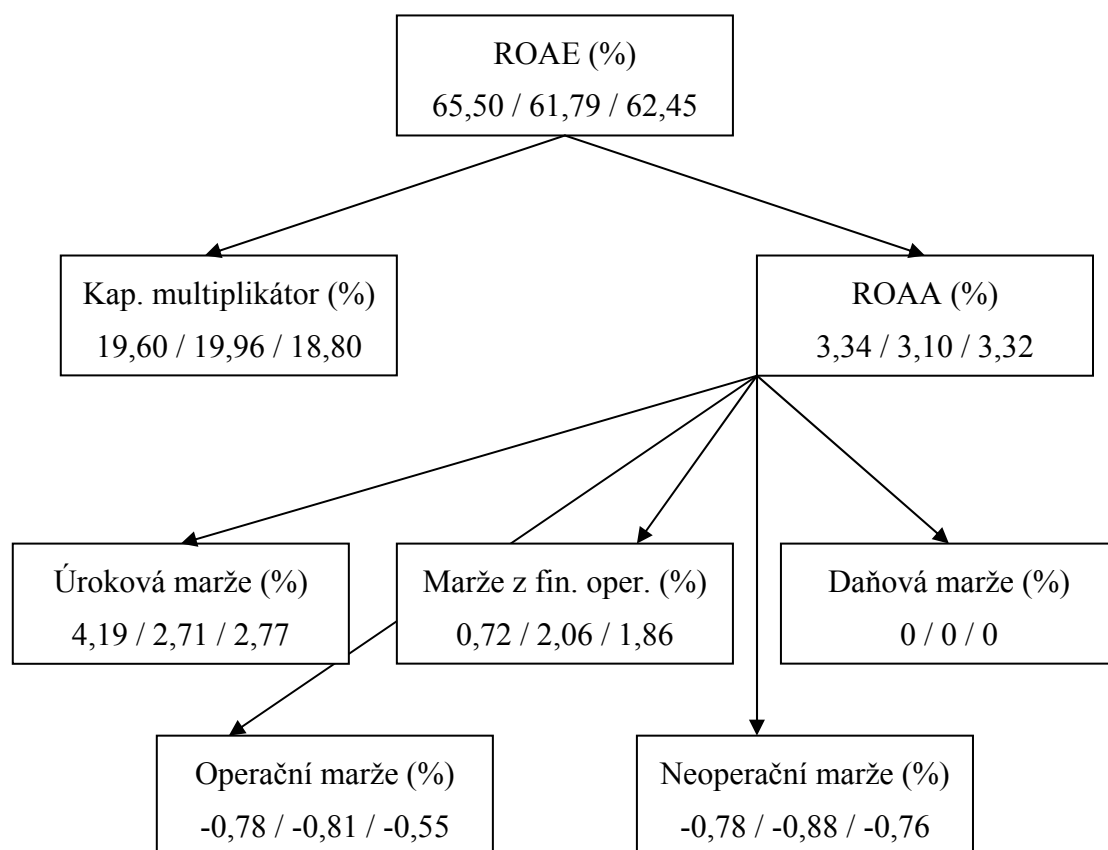 ROAE (%)
65,50 / 61,79 / 62,45
Kap. multiplikátor (%)
19,60 / 19,96 / 18,80
ROAA (%)
3,34 / 3,10 / 3,32
Úroková marže (%)
4,19 / 2,71 / 2,77
Marže z fin. oper. (%)
0,72 / 2,06 / 1,86
Daňová marže (%)
0 / 0 / 0
Operační marže (%)
-0,78 / -0,81 / -0,55
Neoperační marže (%)
-0,78 / -0,88 / -0,76